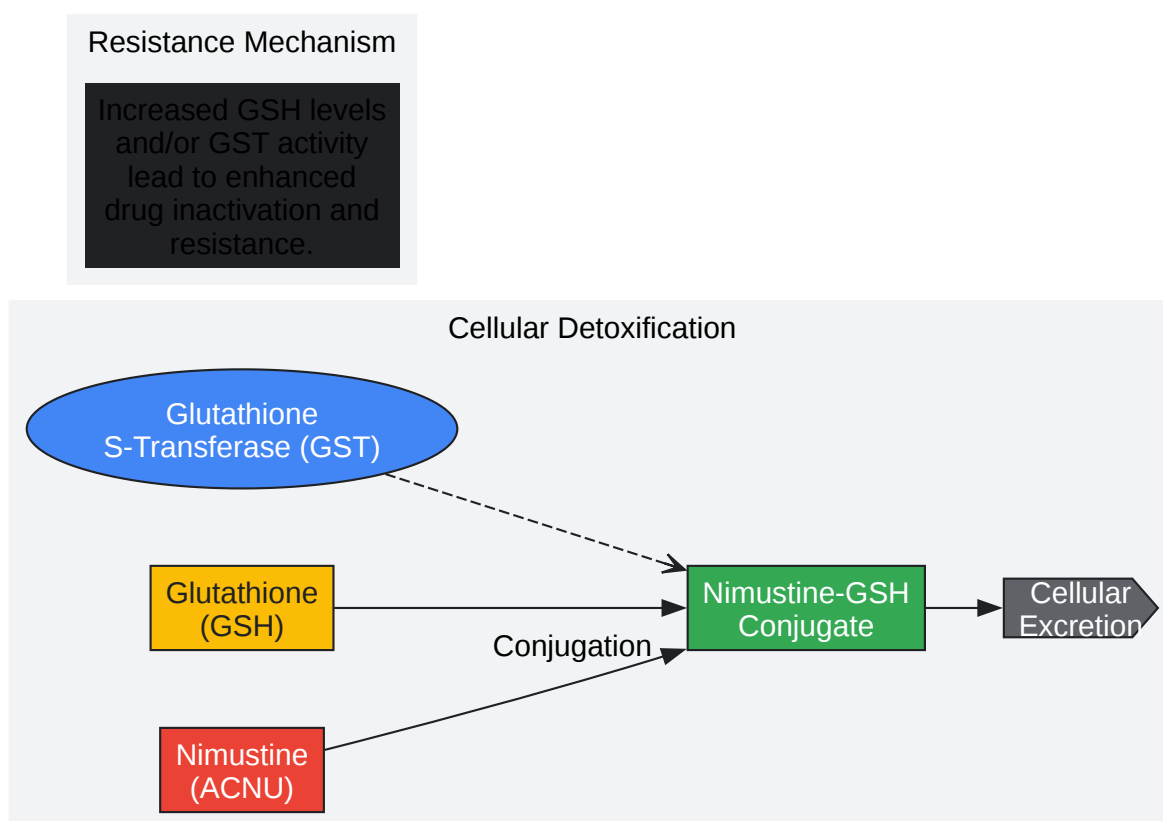 Resistance Mechanism
Increased GSH levels
and/or GST activity
lead to enhanced
drug inactivation and
resistance.
Cellular Detoxification
Glutathione
S-Transferase (GST)
Glutathione
(GSH)
Conjugation
Nimustine
(ACNU)
Nimustine-GSH
Conjugate
Cellular
Excretion